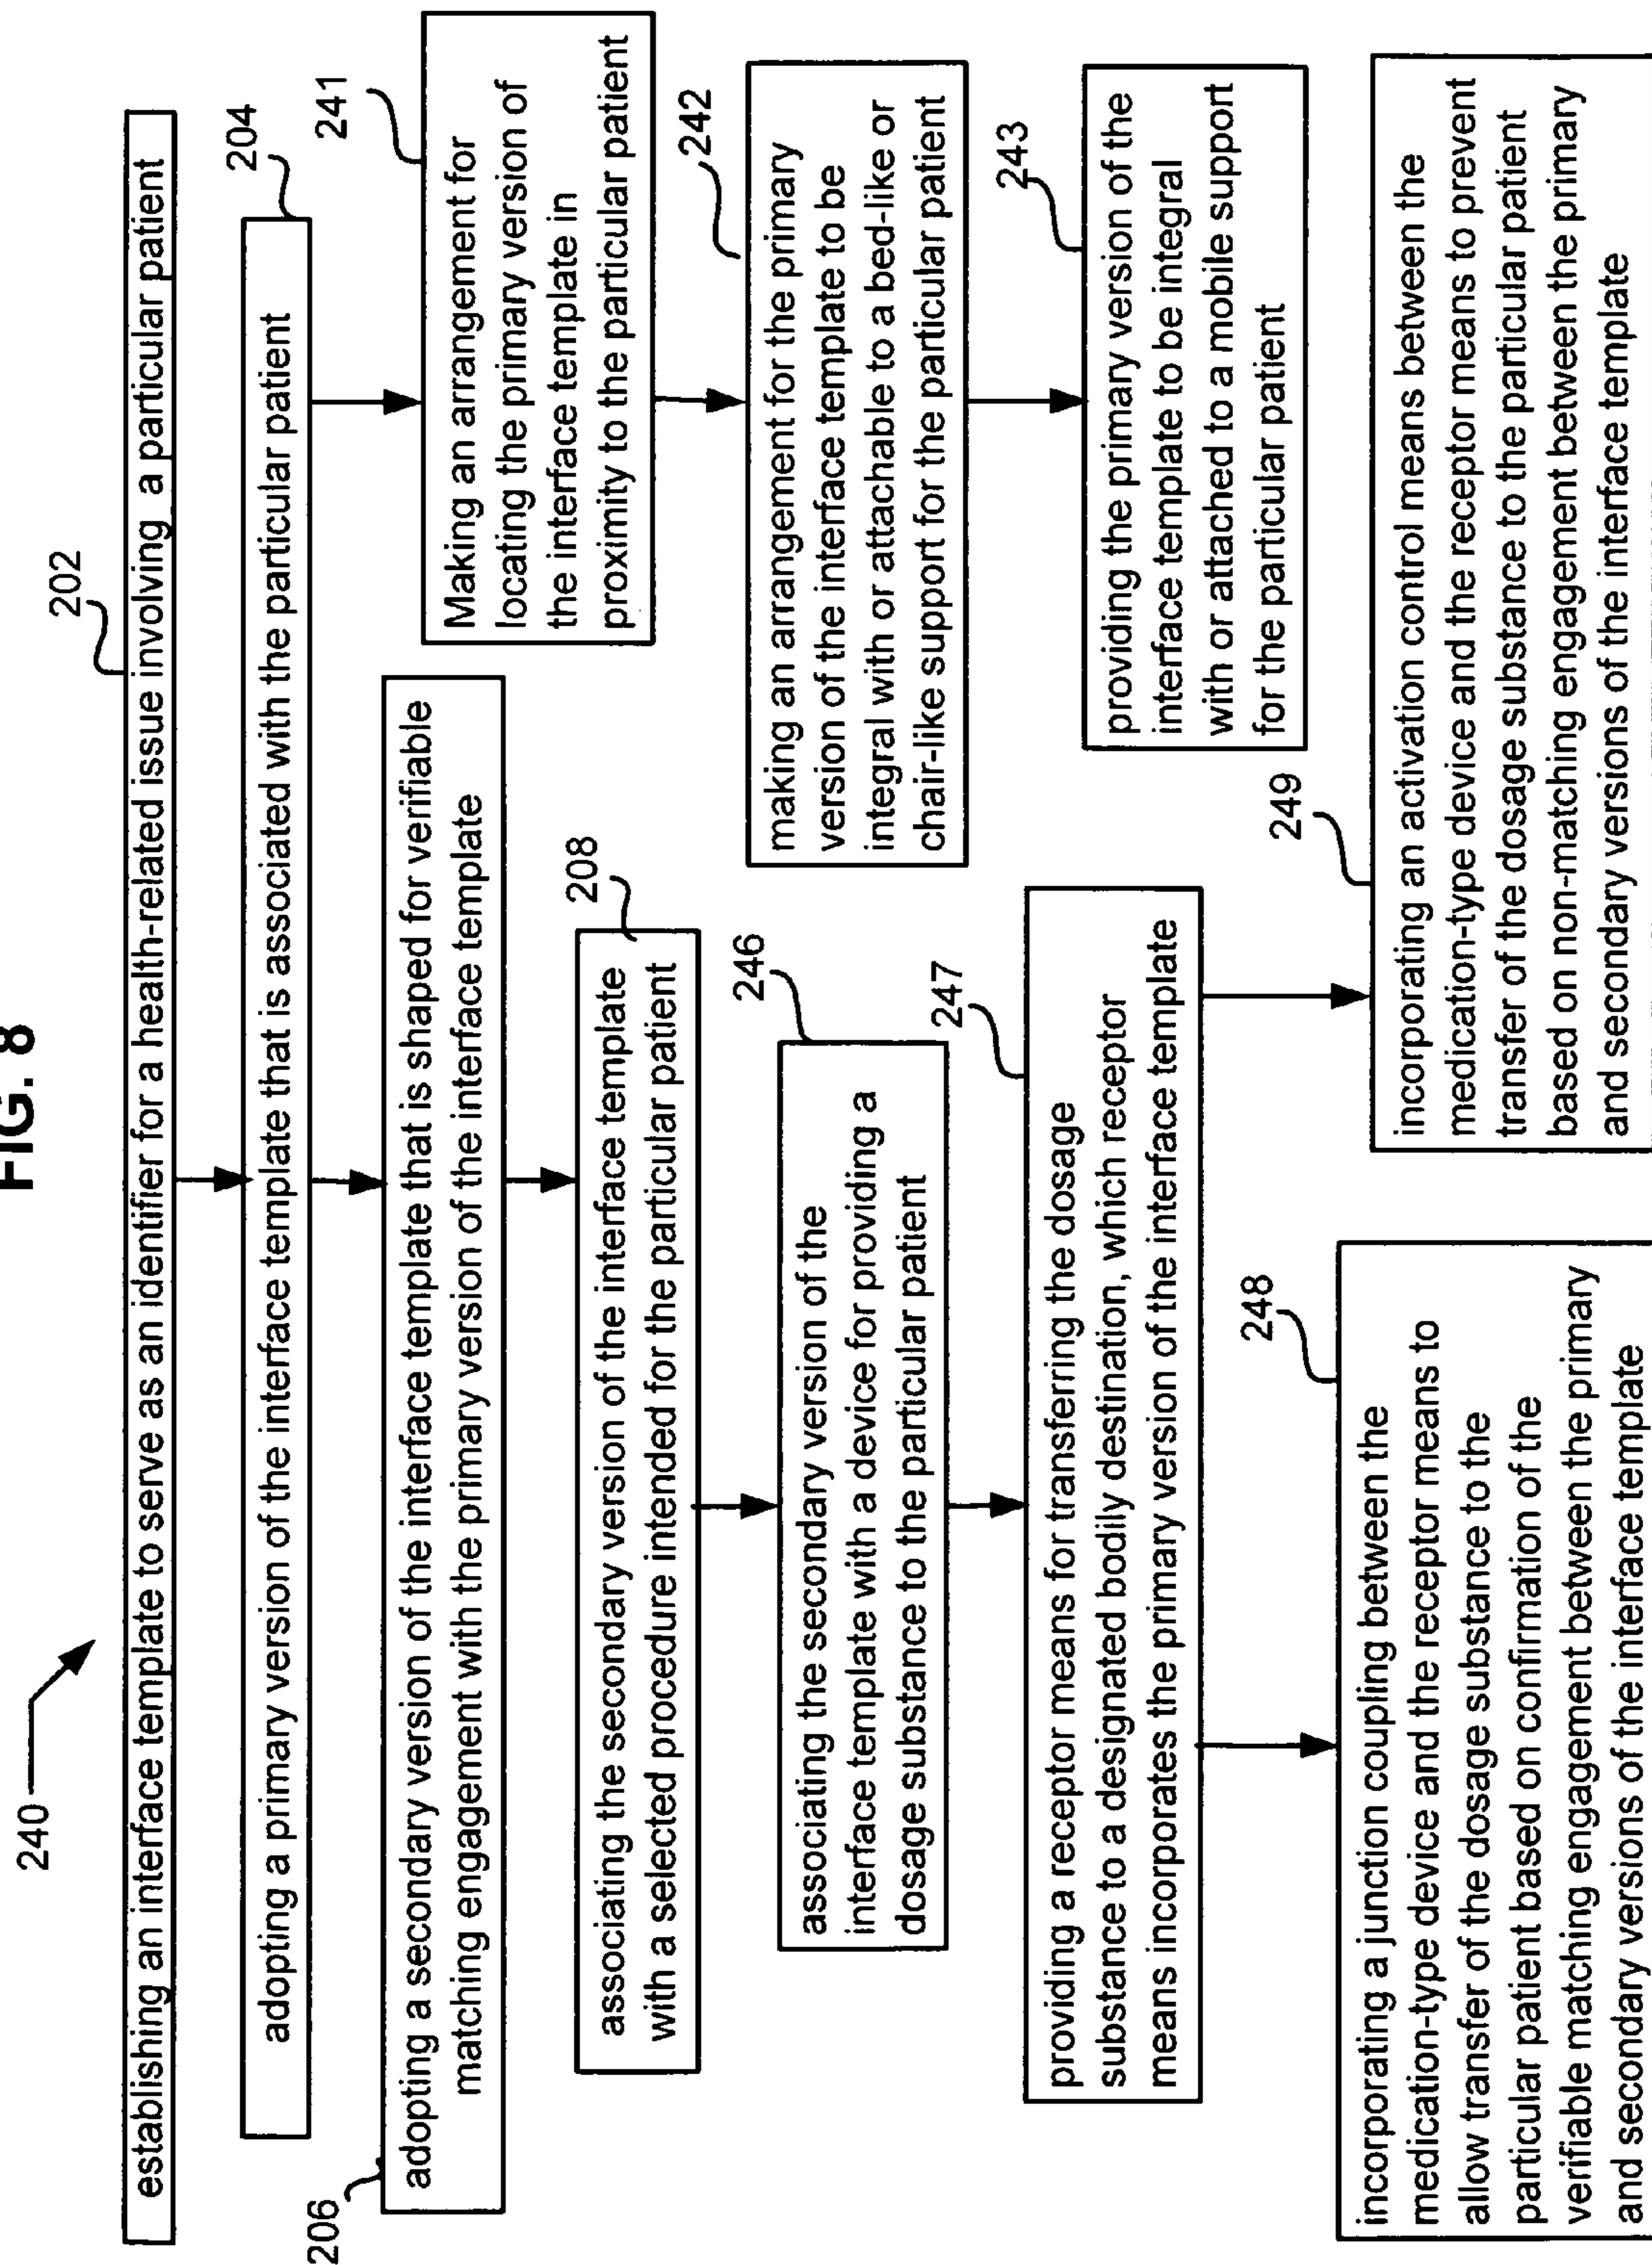 FIG. 8
240
202
establishing an interface template to serve as an identifier for a health-related issue involving a particular patient
204
adopting a primary version of the interface template that is associated with the particular patient
206
adopting a secondary version of the interface template that is shaped for verifiable
matching engagement with the primary version of the interface template
241
Making an arrangement for
locating the primary version of
the interface template in
proximity to the particular patient
208
associating the secondary version of the interface template
with a selected procedure intended for the particular patient
242
making an arrangement for the primary
version of the interface template to be
integral with or attachable to a bed-like or
chair-like support for the particular patient
246
associating the secondary version of the
interface template with a device for providing a
dosage substance to the particular patient
243
providing the primary version of the
interface template to be integral
with or attached to a mobile support
for the particular patient
247
providing a receptor means for transferring the dosage
substance to a designated bodily destination, which receptor
means incorporates the primary version of the interface template
248
incorporating a junction coupling between the
medication-type device and the receptor means to
allow transfer of the dosage substance to the
particular patient based on confirmation of the
verifiable matching engagement between the primary
and secondary versions of the interface template
249
incorporating an activation control means between the
medication-type device and the receptor means to prevent
transfer of the dosage substance to the particular patient
based on non-matching engagement between the primary
and secondary versions of the interface template